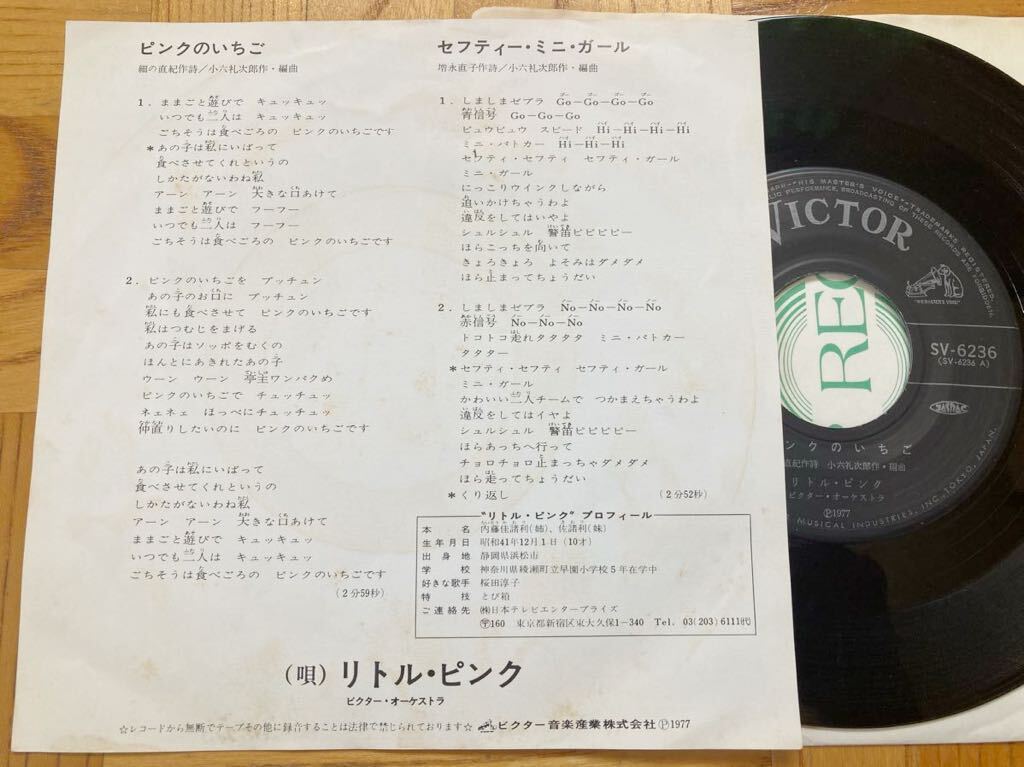 ピンクのいちご
細の直紀作詩/小六礼次郎作・編曲
1. ままごと遊びで キュッキュッ
いつでも二人は キュッキュッ
ごちそうは食べごろの ピンクのいちごです
*あの子は私にいばって
食べさせてくれというの
しかたがないわね私
アーン アーン 大きな口あけて
ままごと遊びで フーフー
いつでも二人は フーフー
ごちそうは食べごろの ピンクのいちごです
2. ピンクのいちごを プッチュン
あの子のお口に プッチュン
私にも食べさせて ピンクのいちごです
私はつむじをまげる
あの子はソッポをむくの
ほんとにあきれたあの子
ウーン ウーン 亭主ワンパクめ
ピンクのいちごで チュッチュッ
ネェネェ ほっぺにチュッチュッ
仲直りしたいのに ピンクのいちごです
あの子は私にいばって
食べさせてくれというの
しかたがないわね私
アーン アーン 大きな口あけて
ままごと遊びで キュッキュッ
いつでも二人は キュッキュッ
ごちそうは食べごろの ピンクのいちごです
(2分59秒)
セフティー・ミニ・ガール
増永直子作詩/小六礼次郎作・編曲
1. しましまゼブラ Go-Go-Go-Go
青信号 Go-Go-Go
ピュウピュウ スピード Hi-Hi-Hi-Hi
ミニ・パトカー Hi-Hi-Hi
セフティ・セフティ セフティ・ガール
ミニ・ガール
にっこりウインクしながら
追いかけちゃうわよ
違反をしてはいやよ
シュルシュル 警笛ピピピピー
ほらこっちを向いて
きょろきょろ よそみはダメダメ
ほら止まってちょうだい
2. しましまゼブラ No-No-No-No
赤信号 No-No-No
トコトコ走れタタタタ ミニ・パトカー
タタタター
*セフティ・セフティ セフティ・ガール
ミニ・ガール
かわいい二人チームで つかまえちゃうわよ
違反をしてはイヤよ
シュルシュル 警笛ピピピピー
ほらあっちへ行って
チョロチョロ止まっちゃダメダメ
ほら走ってちょうだい
*くり返し
(2分52秒)
"リトル・ピンク" プロフィール
本名 内藤佳諸利(姉)、佐諸利(妹)
生年月日 昭和41年12月1日(10才)
出身地 静岡県浜松市
学校 神奈川県綾瀬町立早園小学校5年在学中
好きな歌手 桜田淳子
特技 とび箱
ご連絡先 ㈱日本テレビエンタープライズ
〒160 東京都新宿区東大久保1-340 Tel. 03(203)6111代
(唄) リトル・ピンク
ビクター・オーケストラ
☆レコードから無断でテープその他に録音することは法律で禁じられております☆
ビクター音楽産業株式会社 Ⓟ1977
VICTOR
"HIS MASTER'S VOICE"
SV-6236
(SV-6236 A)
REC
ンクのいちご
直紀作詩 小六礼次郎作・編曲
リトル・ピンク
ビクター・オーケストラ
Ⓟ1977
MUSICAL INDUSTRIES, INC. TOKYO, JAPAN.